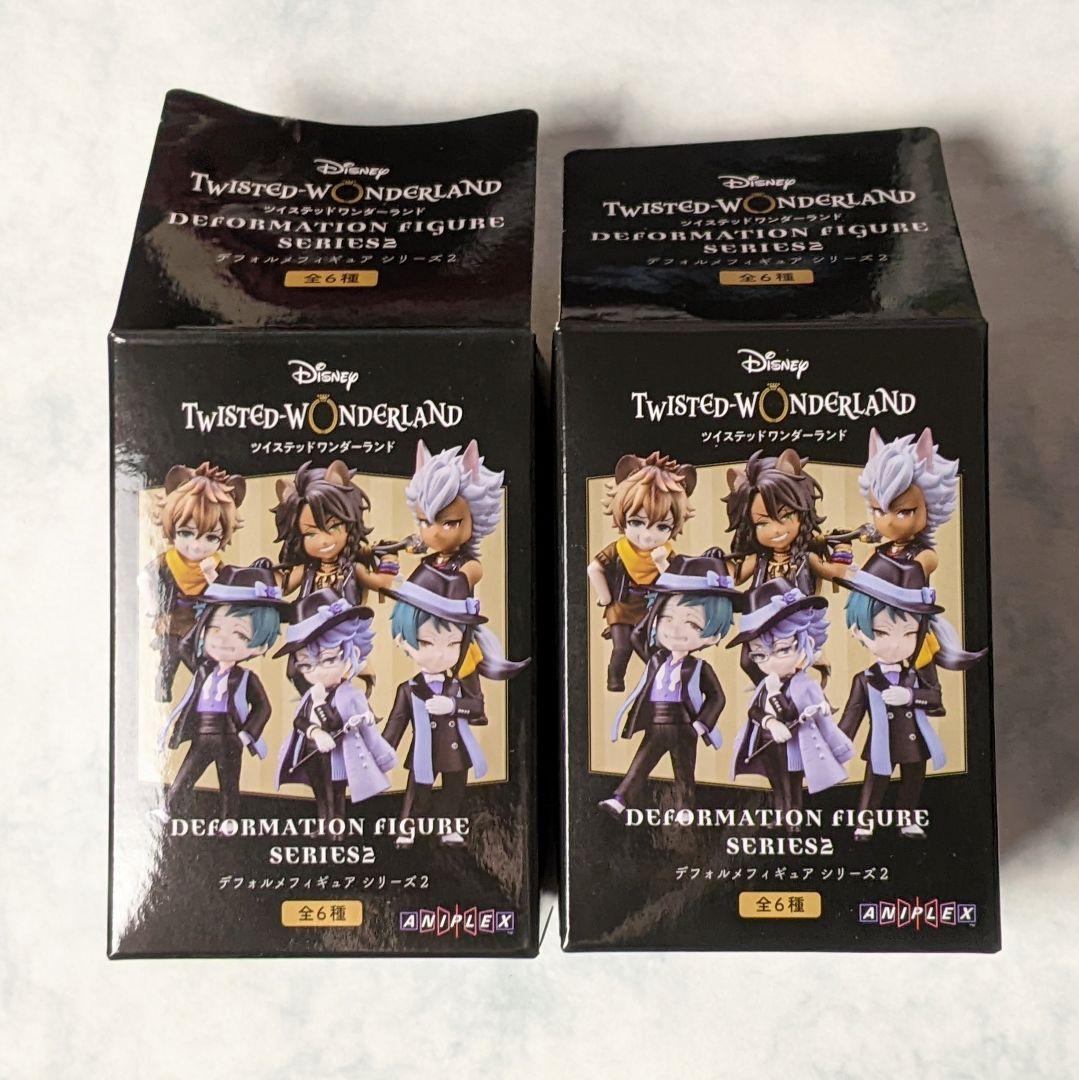 Disney
TWISTED-WONDERLAND
ツイステッドワンダーランド
DEFORMATION FIGURE
SERIES2
デフォルメフィギュア シリーズ2
全6種
Disney
TWISTED-WONDERLAND
ツイステッドワンダーランド
DEFORMATION FIGURE
SERIES2
デフォルメフィギュア シリーズ2
全6種
ANIPLEX
Disney
TWISTED-WONDERLAND
ツイステッドワンダーランド
DEFORMATION FIGURE
SERIES2
デフォルメフィギュア シリーズ2
全6種
Disney
TWISTED-WONDERLAND
ツイステッドワンダーランド
DEFORMATION FIGURE
SERIES2
デフォルメフィギュア シリーズ2
全6種
ANIPLEX